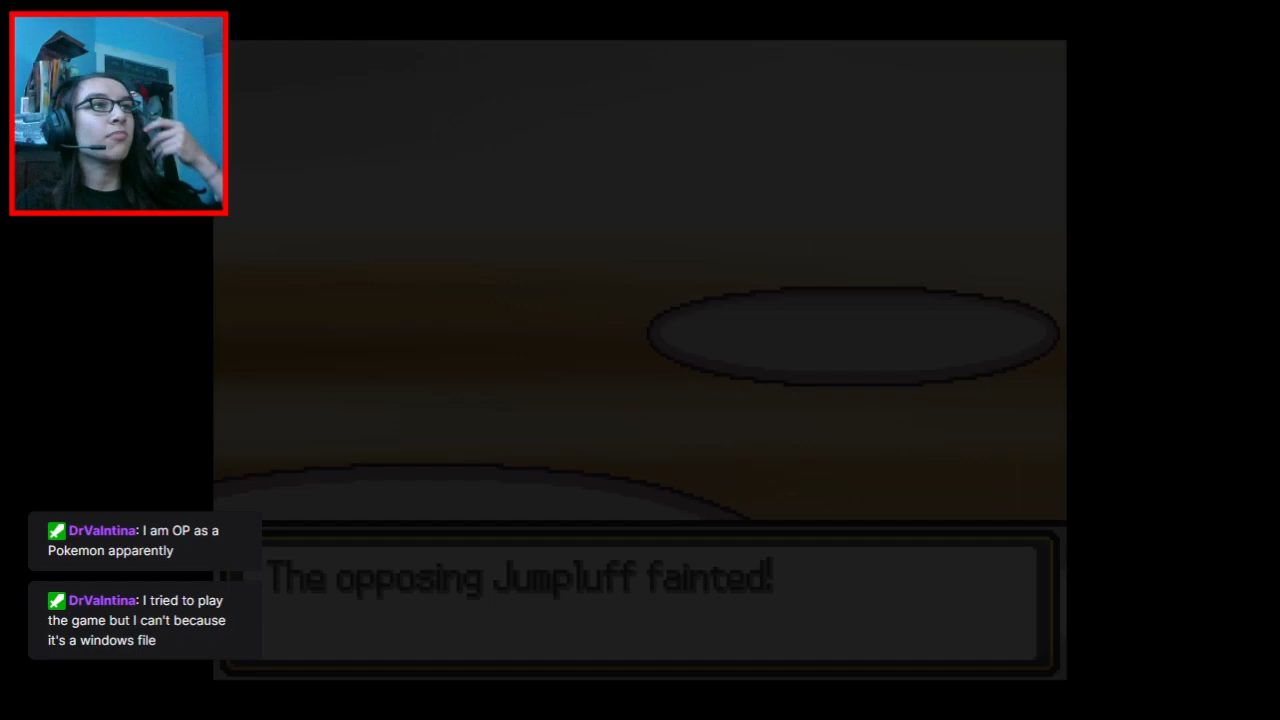 DrValntina: I am OP as a
Pokemon apparently
DrValntina: I tried to play
the game but I can't because
it's a windows file
The opposing Jumpluff fainted!